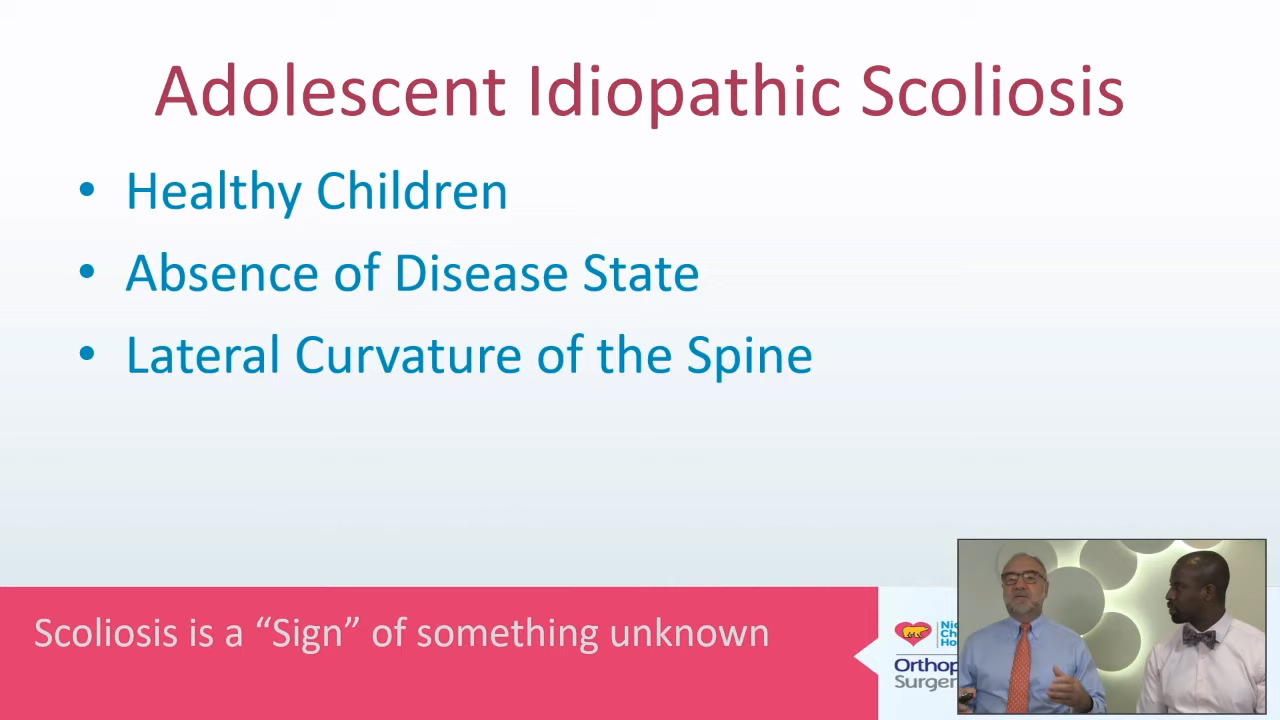 Adolescent Idiopathic Scoliosis
• Healthy Children
• Absence of Disease State
• Lateral Curvature of the Spine
Scoliosis is a “Sign” of something unknown